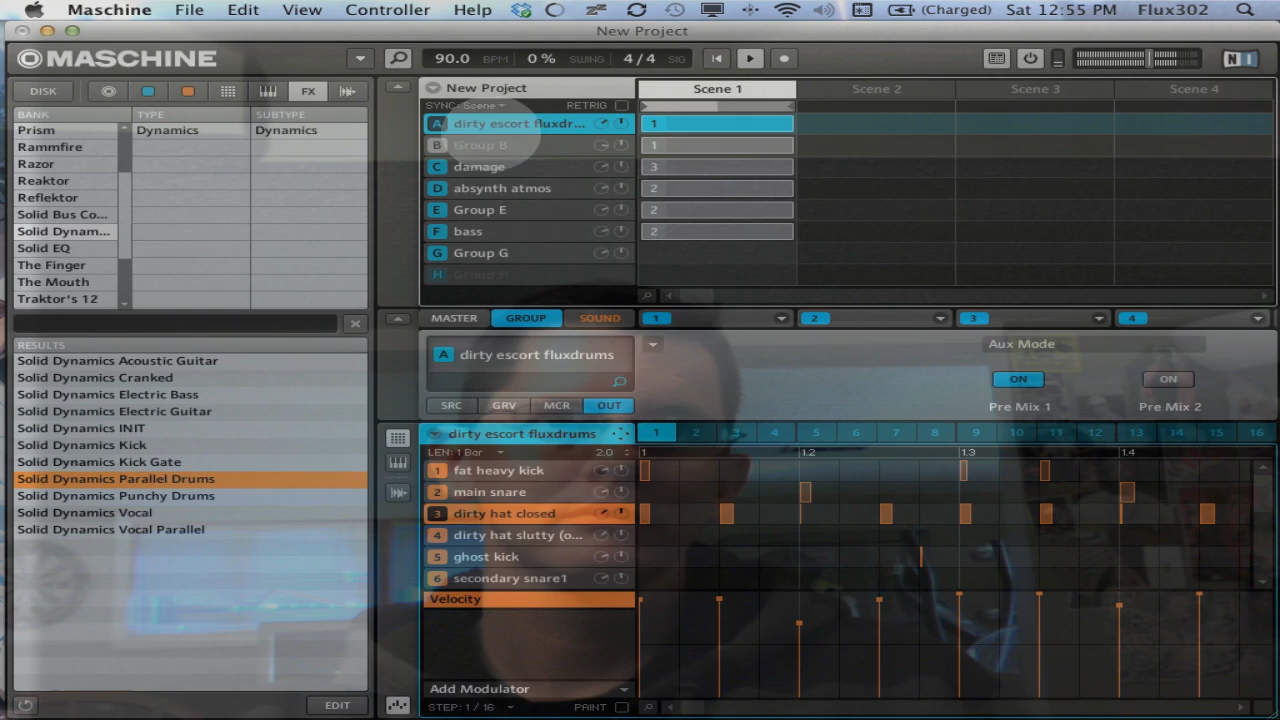 Maschine File Edit View Controller Help (Charged) Sat 12:55 PM Flux302
New Project
MASCHINE 90.0 BPM 0% SWING 4/4 SIG
DISK FX
BANK TYPE SUBTYPE
Prism Dynamics Dynamics
Rammfire
Razor
Reaktor
Reflektor
Solid Bus Co...
Solid Dynam...
Solid EQ
The Finger
The Mouth
Traktor's 12
RESULTS
Solid Dynamics Acoustic Guitar
Solid Dynamics Cranked
Solid Dynamics Electric Bass
Solid Dynamics Electric Guitar
Solid Dynamics INIT
Solid Dynamics Kick
Solid Dynamics Kick Gate
Solid Dynamics Parallel Drums
Solid Dynamics Punchy Drums
Solid Dynamics Vocal
Solid Dynamics Vocal Parallel
EDIT
New Project Scene 1 Scene 2 Scene 3 Scene 4
SYNC: Scene RETRIG
A dirty escort fluxdr... 1
B Group B 1
C damage 3
D absynth atmos 2
E Group E 2
F bass 2
G Group G
H Group H
MASTER GROUP SOUND 1 2 3 4
A dirty escort fluxdrums
SRC GRV MCR OUT
Aux Mode
ON ON
Pre Mix 1 Pre Mix 2
dirty escort fluxdrums 1 2 3 4 5 6 7 8 9 10 11 12 13 14 15 16
LEN: 1 Bar 2.0 1 1.2 1.3 1.4
1 fat heavy kick
2 main snare
3 dirty hat closed
4 dirty hat slutty (o...
5 ghost kick
6 secondary snare1
Velocity
Add Modulator
STEP: 1 / 16 PAINT